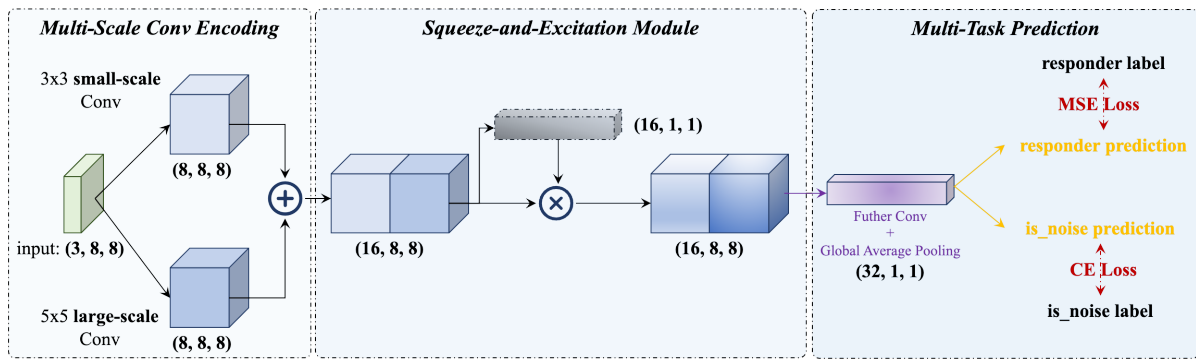 Multi-Scale Conv Encoding
3x3 small-scale
Conv
(8, 8, 8)
input: (3, 8, 8)
5x5 large-scale
Conv
(8, 8, 8)
Squeeze-and-Excitation Module
(16, 1, 1)
(16, 8, 8)
(16, 8, 8)
Multi-Task Prediction
responder label
MSE Loss
responder prediction
Futher Conv
+
Global Average Pooling
(32, 1, 1)
is_noise prediction
CE Loss
is_noise label